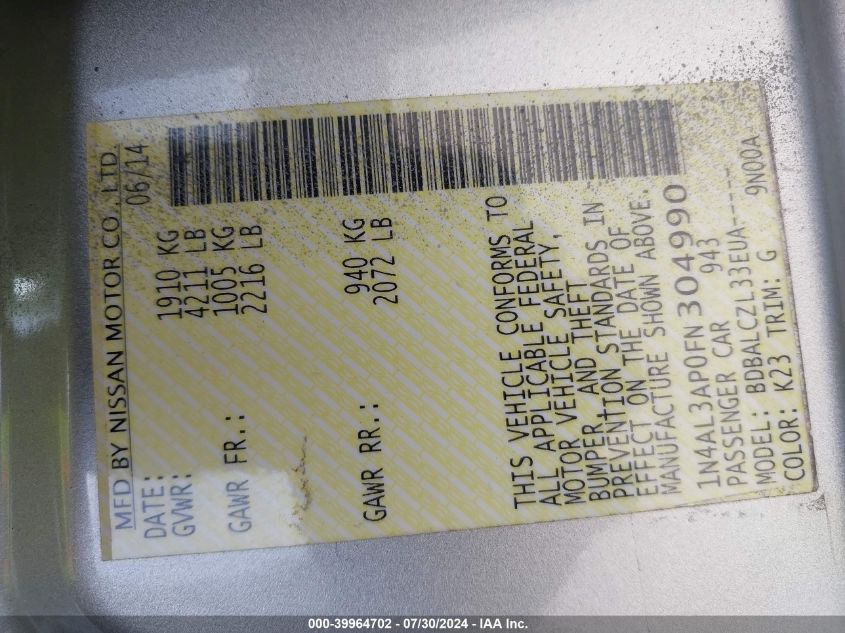 MFD BY NISSAN MOTOR CO., LTD.
DATE: 06/14
GVWR: 1910 KG
4211 LB
GAWR FR.: 1005 KG
2216 LB
GAWR RR.: 940 KG
2072 LB
THIS VEHICLE CONFORMS TO
ALL APPLICABLE FEDERAL
MOTOR VEHICLE SAFETY,
BUMPER, AND THEFT
PREVENTION STANDARDS IN
EFFECT ON THE DATE OF
MANUFACTURE SHOWN ABOVE.
1N4AL3AP0FN304990
PASSENGER CAR 943
MODEL: BDBALCZL33EUA------
COLOR: K23 TRIM: G 9N00A
000-39964702 - 07/30/2024 - IAA Inc.